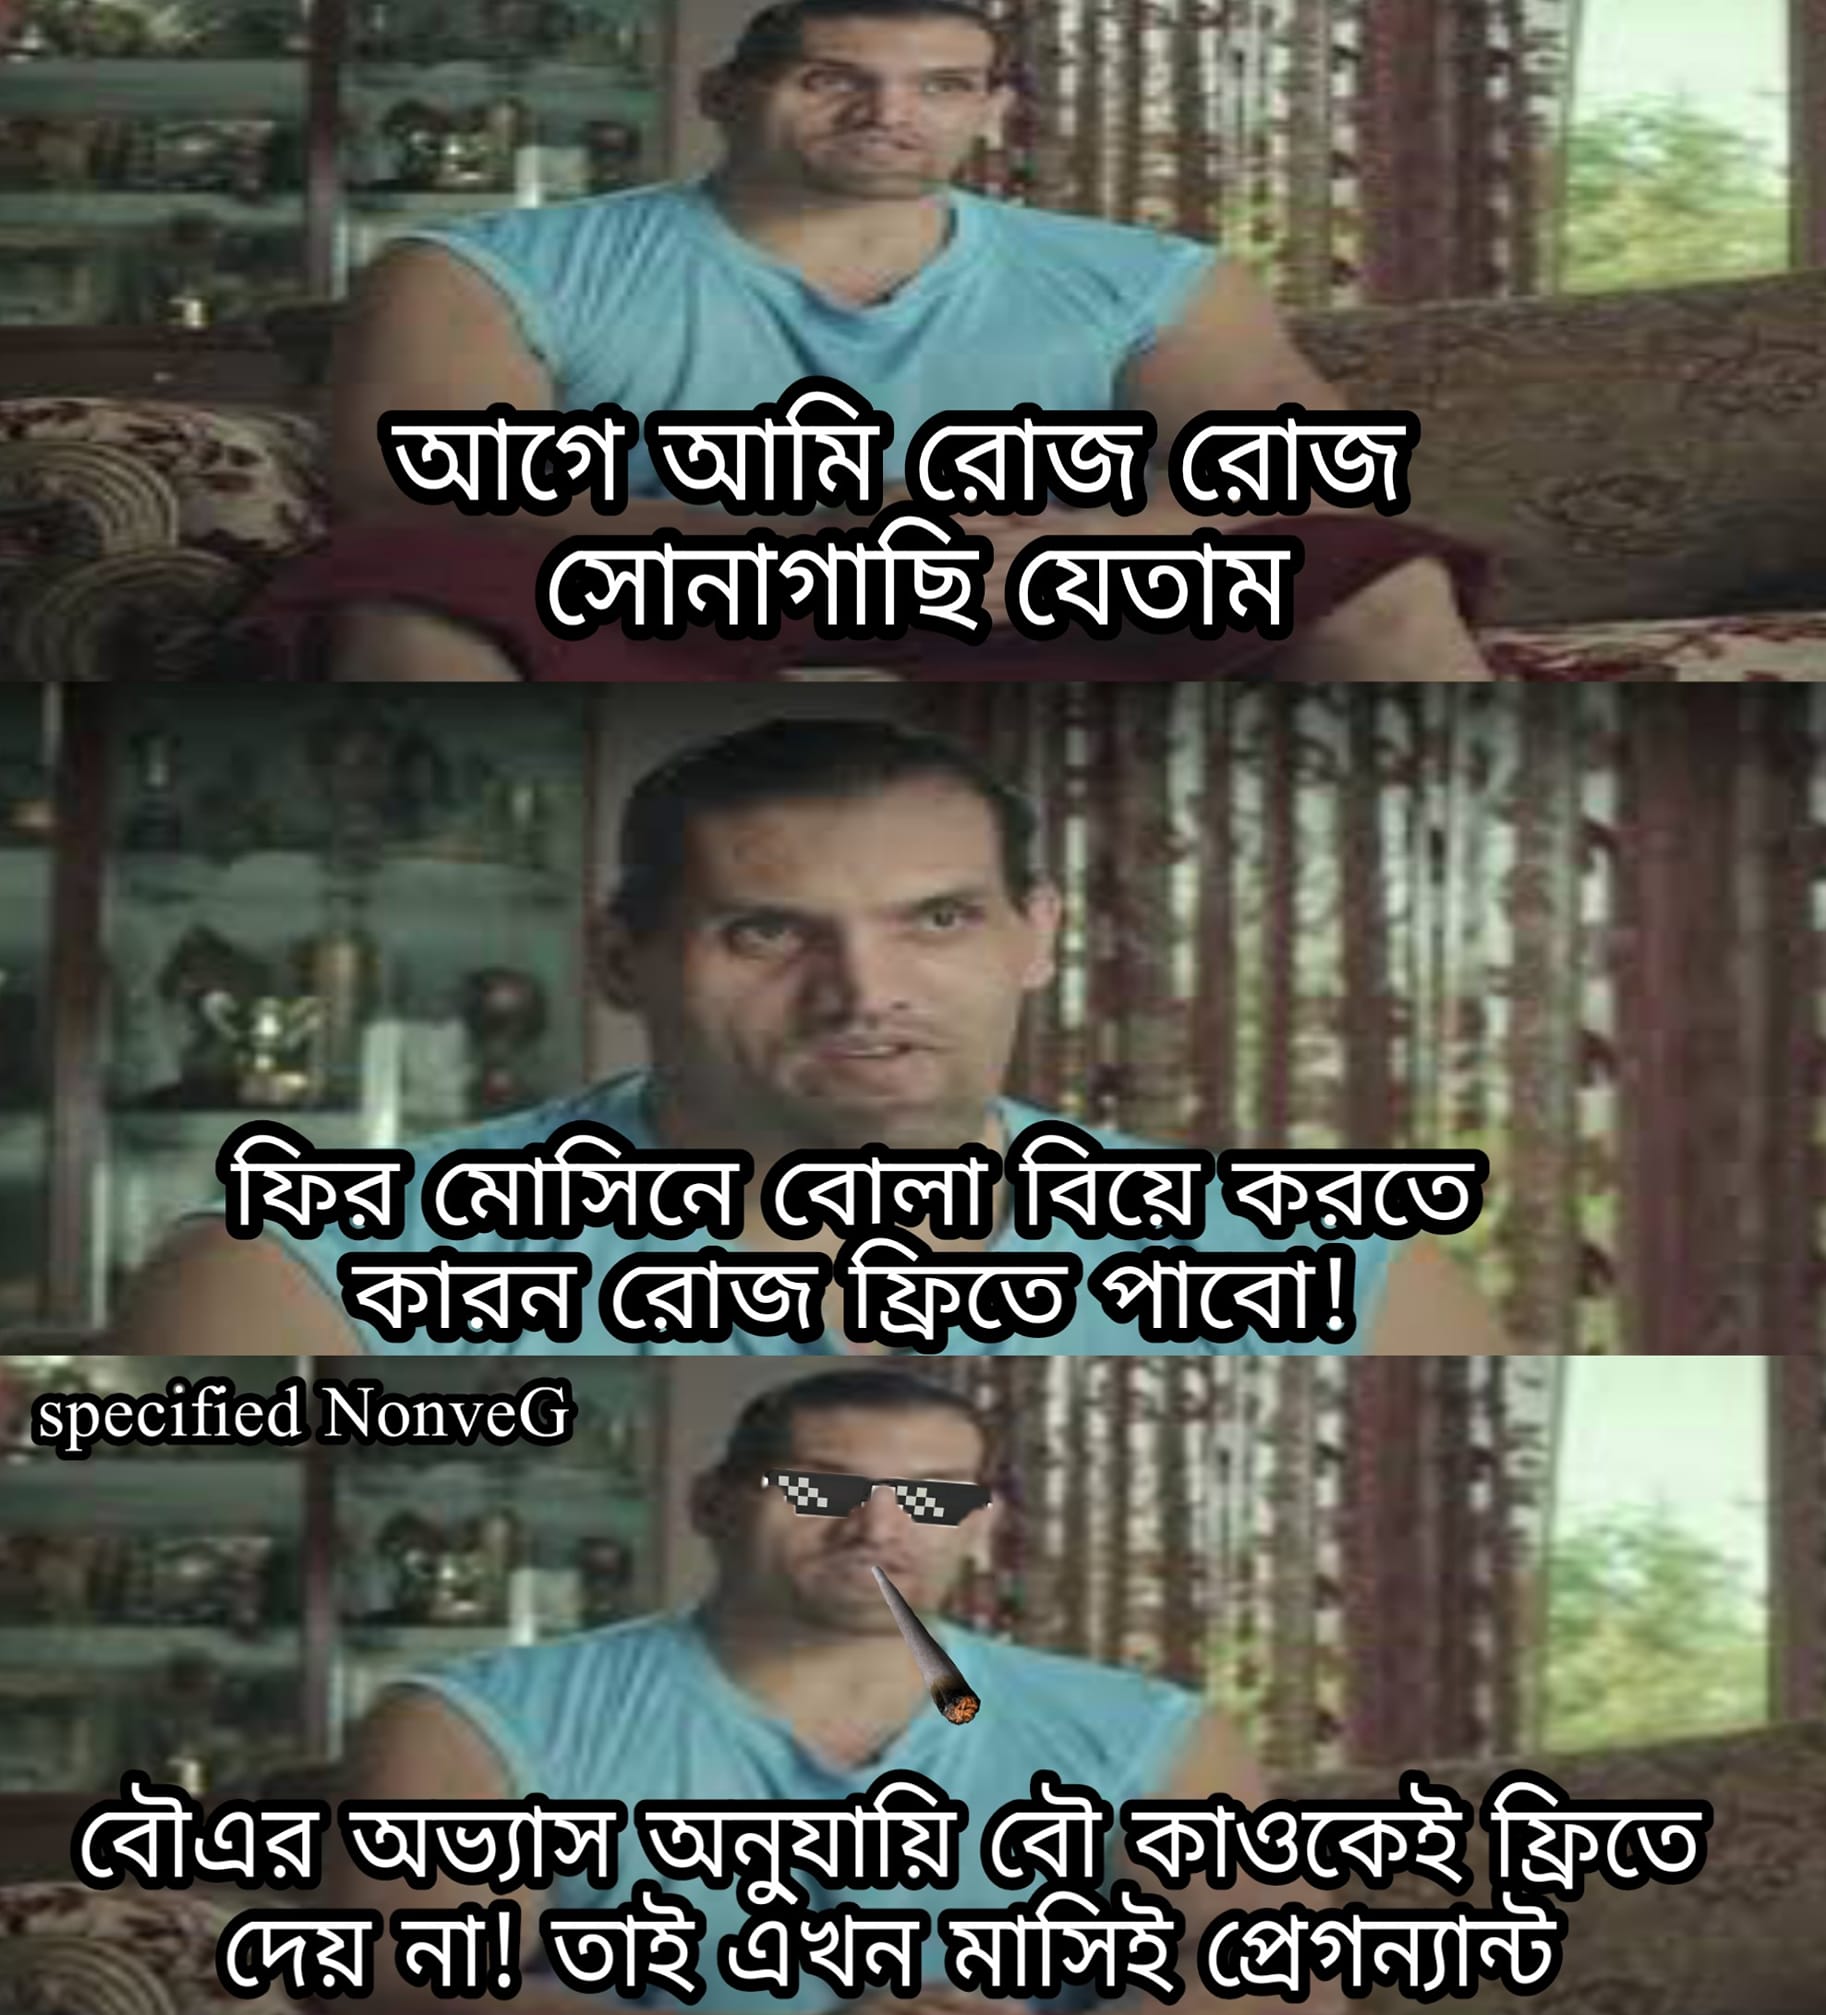 আগে আমি রোজ রোজ
সোনাগাছি যেতাম
ফির মোসিনে বোলা বিয়ে করতে
কারন রোজ ফ্রিতে পাবো!
specified NonveG
বৌএর অভ্যাস অনুযায়ি বৌ কাওকেই ফ্রিতে
দেয় না! তাই এখন মাসিই প্রেগন্যান্ট